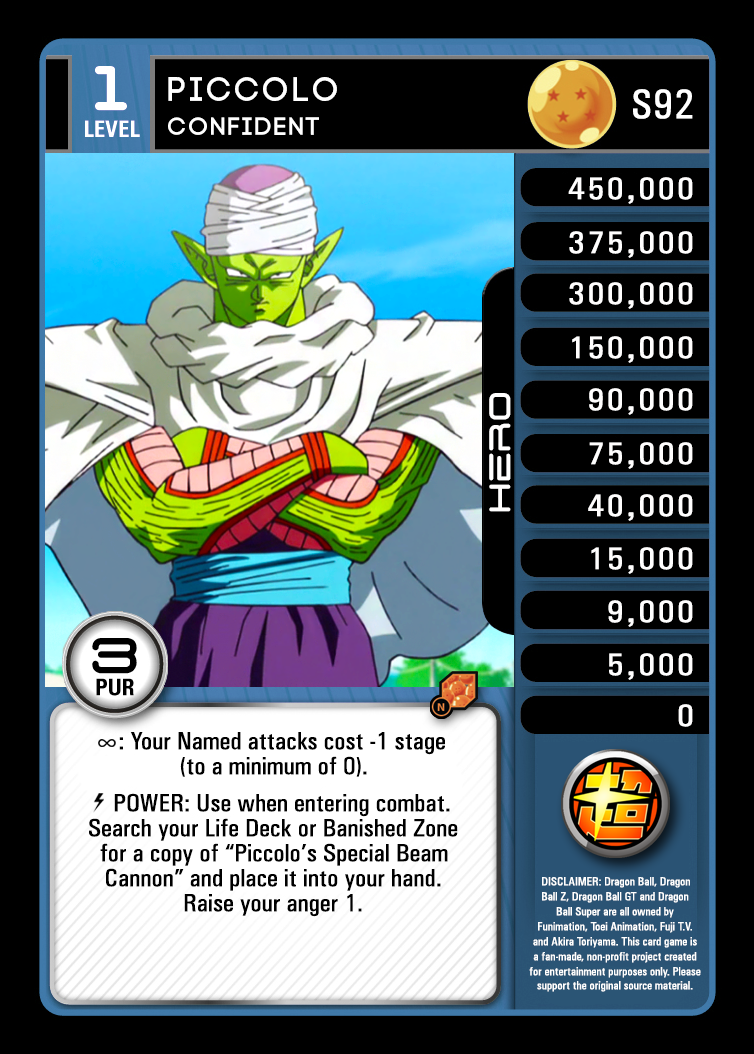 1
LEVEL
PICCOLO
CONFIDENT
S92
450,000
375,000
300,000
150,000
90,000
75,000
40,000
15,000
9,000
5,000
0
HERO
3
PUR
N
∞: Your Named attacks cost -1 stage
(to a minimum of 0).
⚡ POWER: Use when entering combat.
Search your Life Deck or Banished Zone
for a copy of “Piccolo’s Special Beam
Cannon” and place it into your hand.
Raise your anger 1.
DISCLAIMER: Dragon Ball, Dragon
Ball Z, Dragon Ball GT and Dragon
Ball Super are all owned by
Funimation, Toei Animation, Fuji T.V.
and Akira Toriyama. This card game is
a fan-made, non-profit project created
for entertainment purposes only. Please
support the original source material.